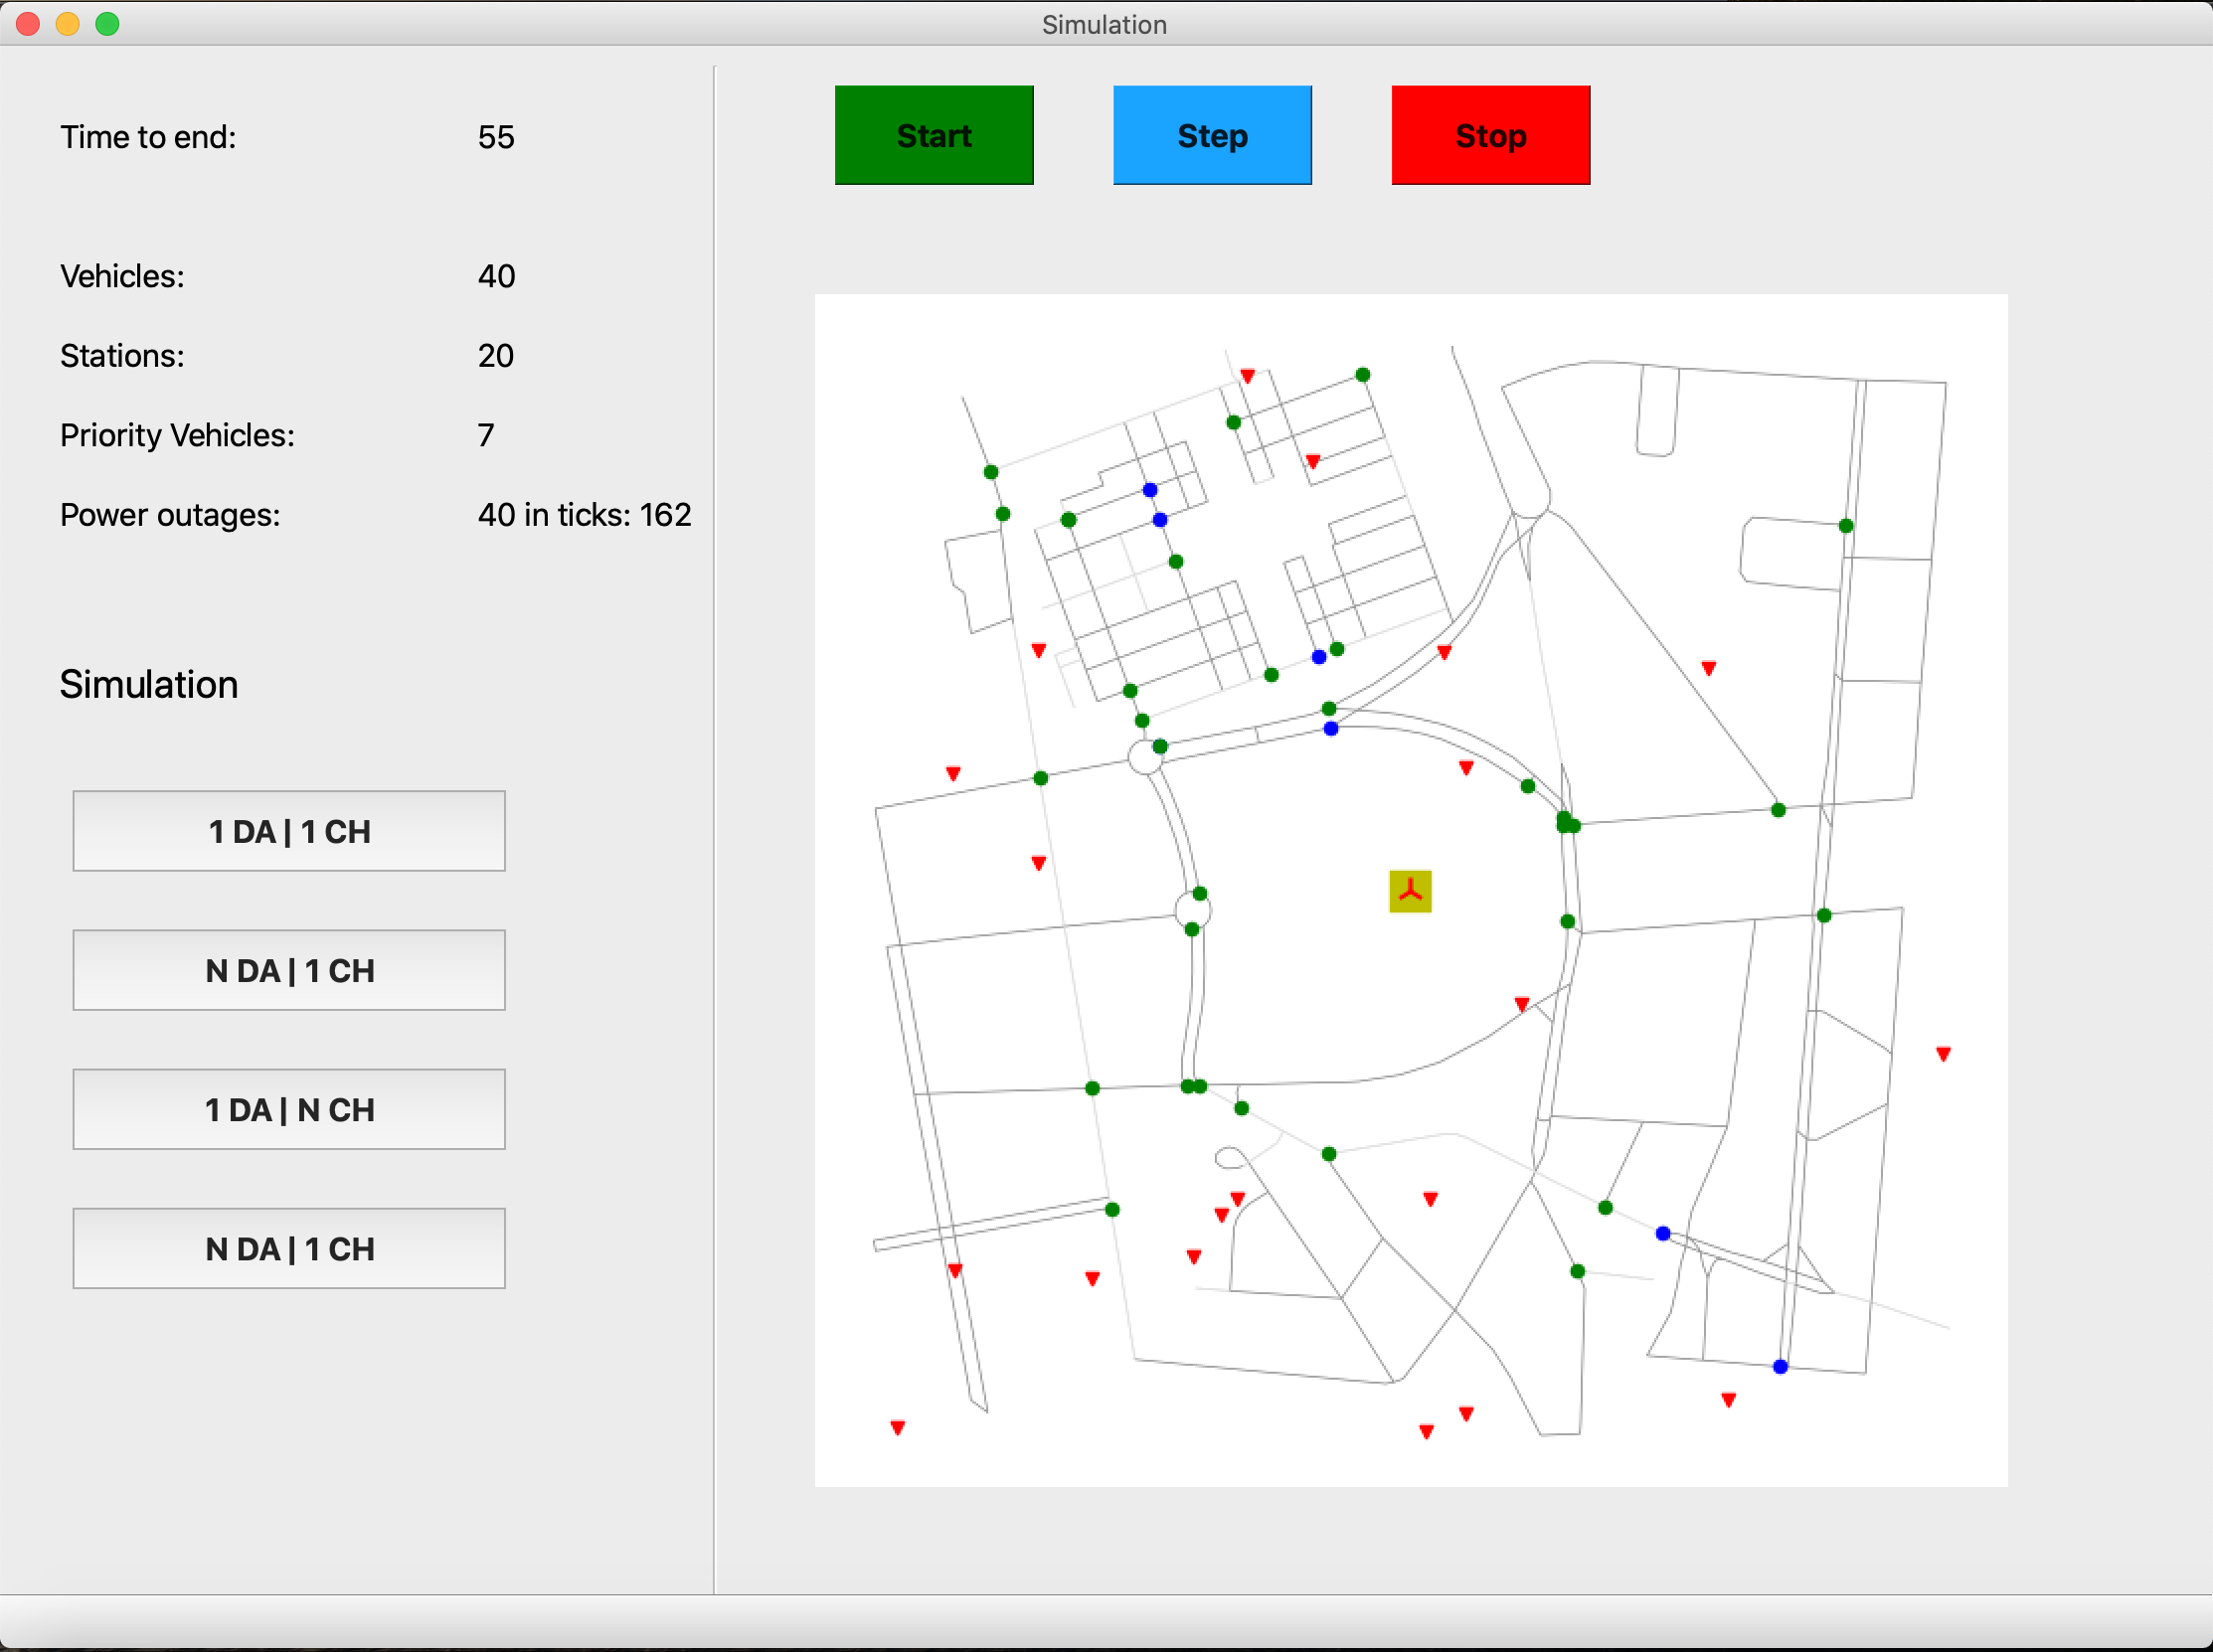 Simulation
Time to end: 55
Vehicles: 40
Stations: 20
Priority Vehicles: 7
Power outages: 40 in ticks: 162
Simulation
1 DA | 1 CH
N DA | 1 CH
1 DA | N CH
N DA | 1 CH
Start Step Stop